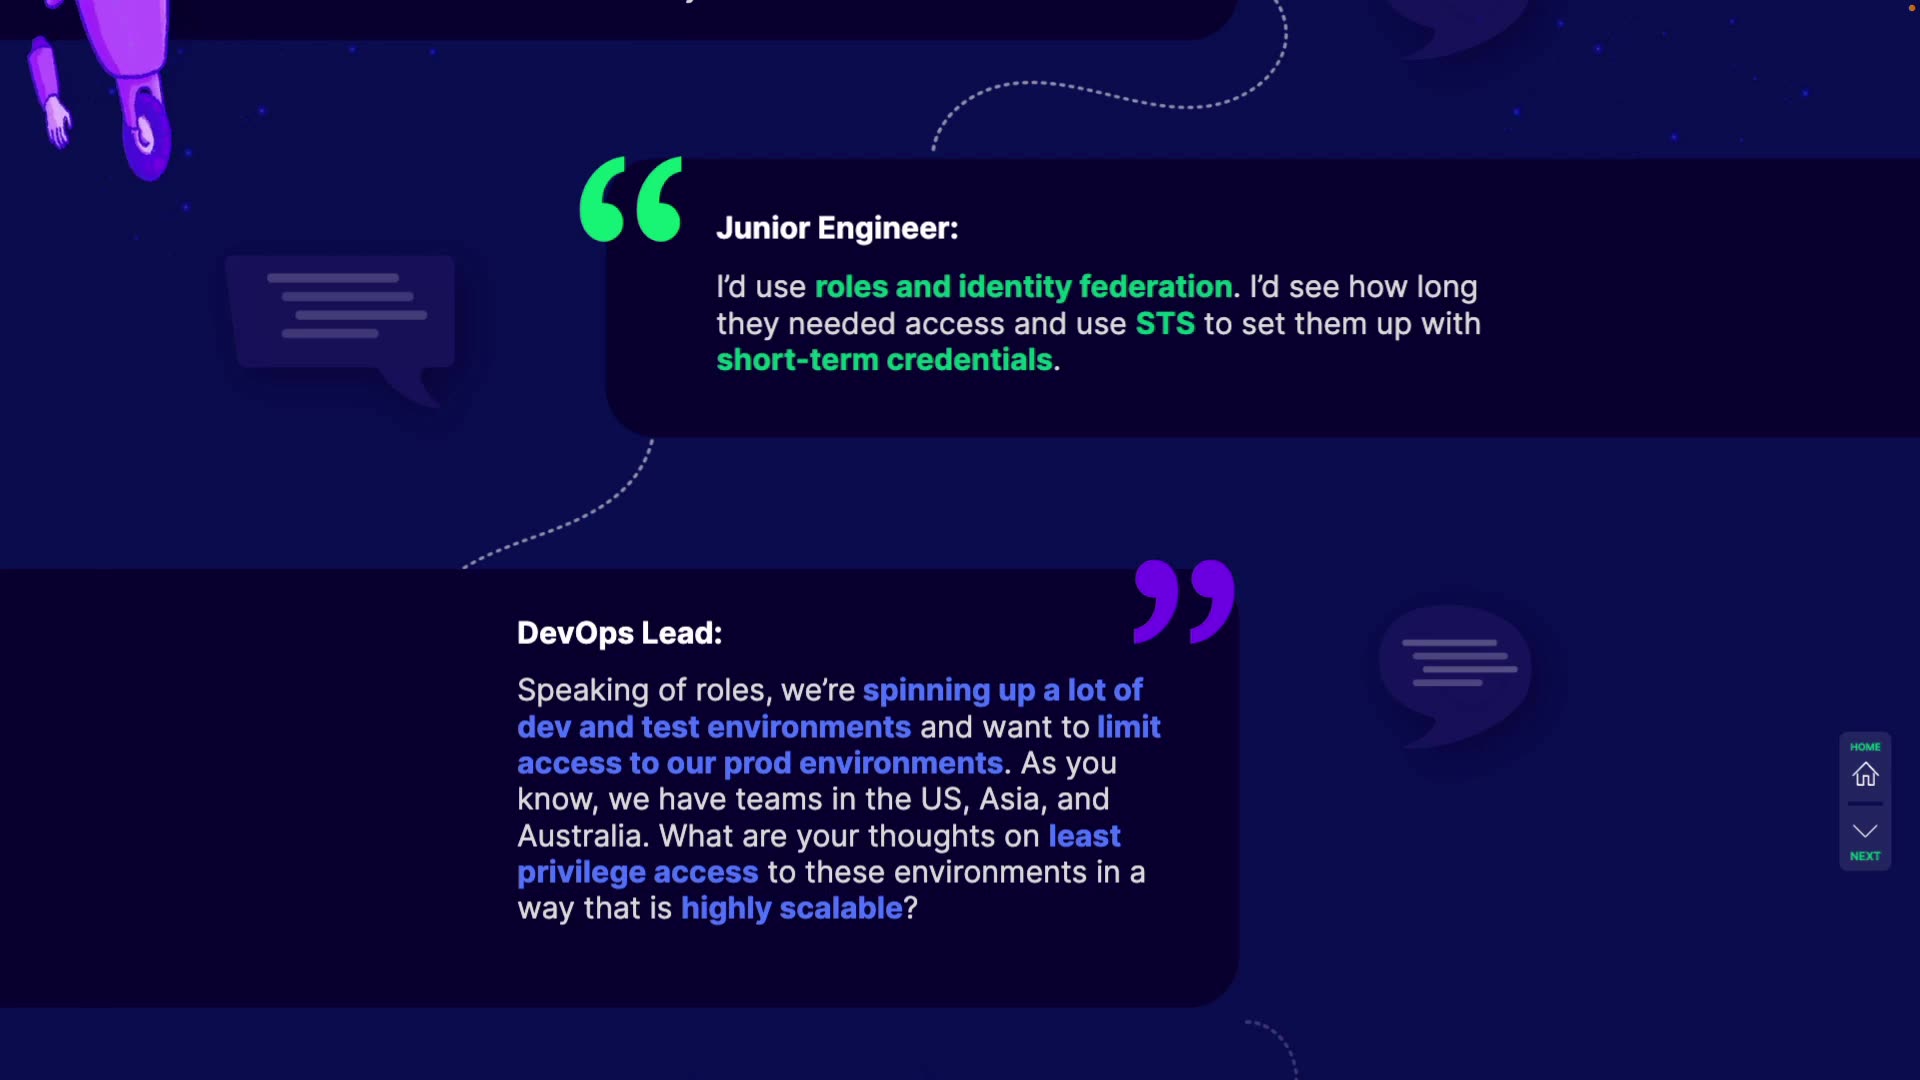 Junior Engineer:
I’d use roles and identity federation. I’d see how long
they needed access and use STS to set them up with
short-term credentials.
DevOps Lead:
Speaking of roles, we’re spinning up a lot of
dev and test environments and want to limit
access to our prod environments. As you
know, we have teams in the US, Asia, and
Australia. What are your thoughts on least
privilege access to these environments in a
way that is highly scalable?
HOME
NEXT